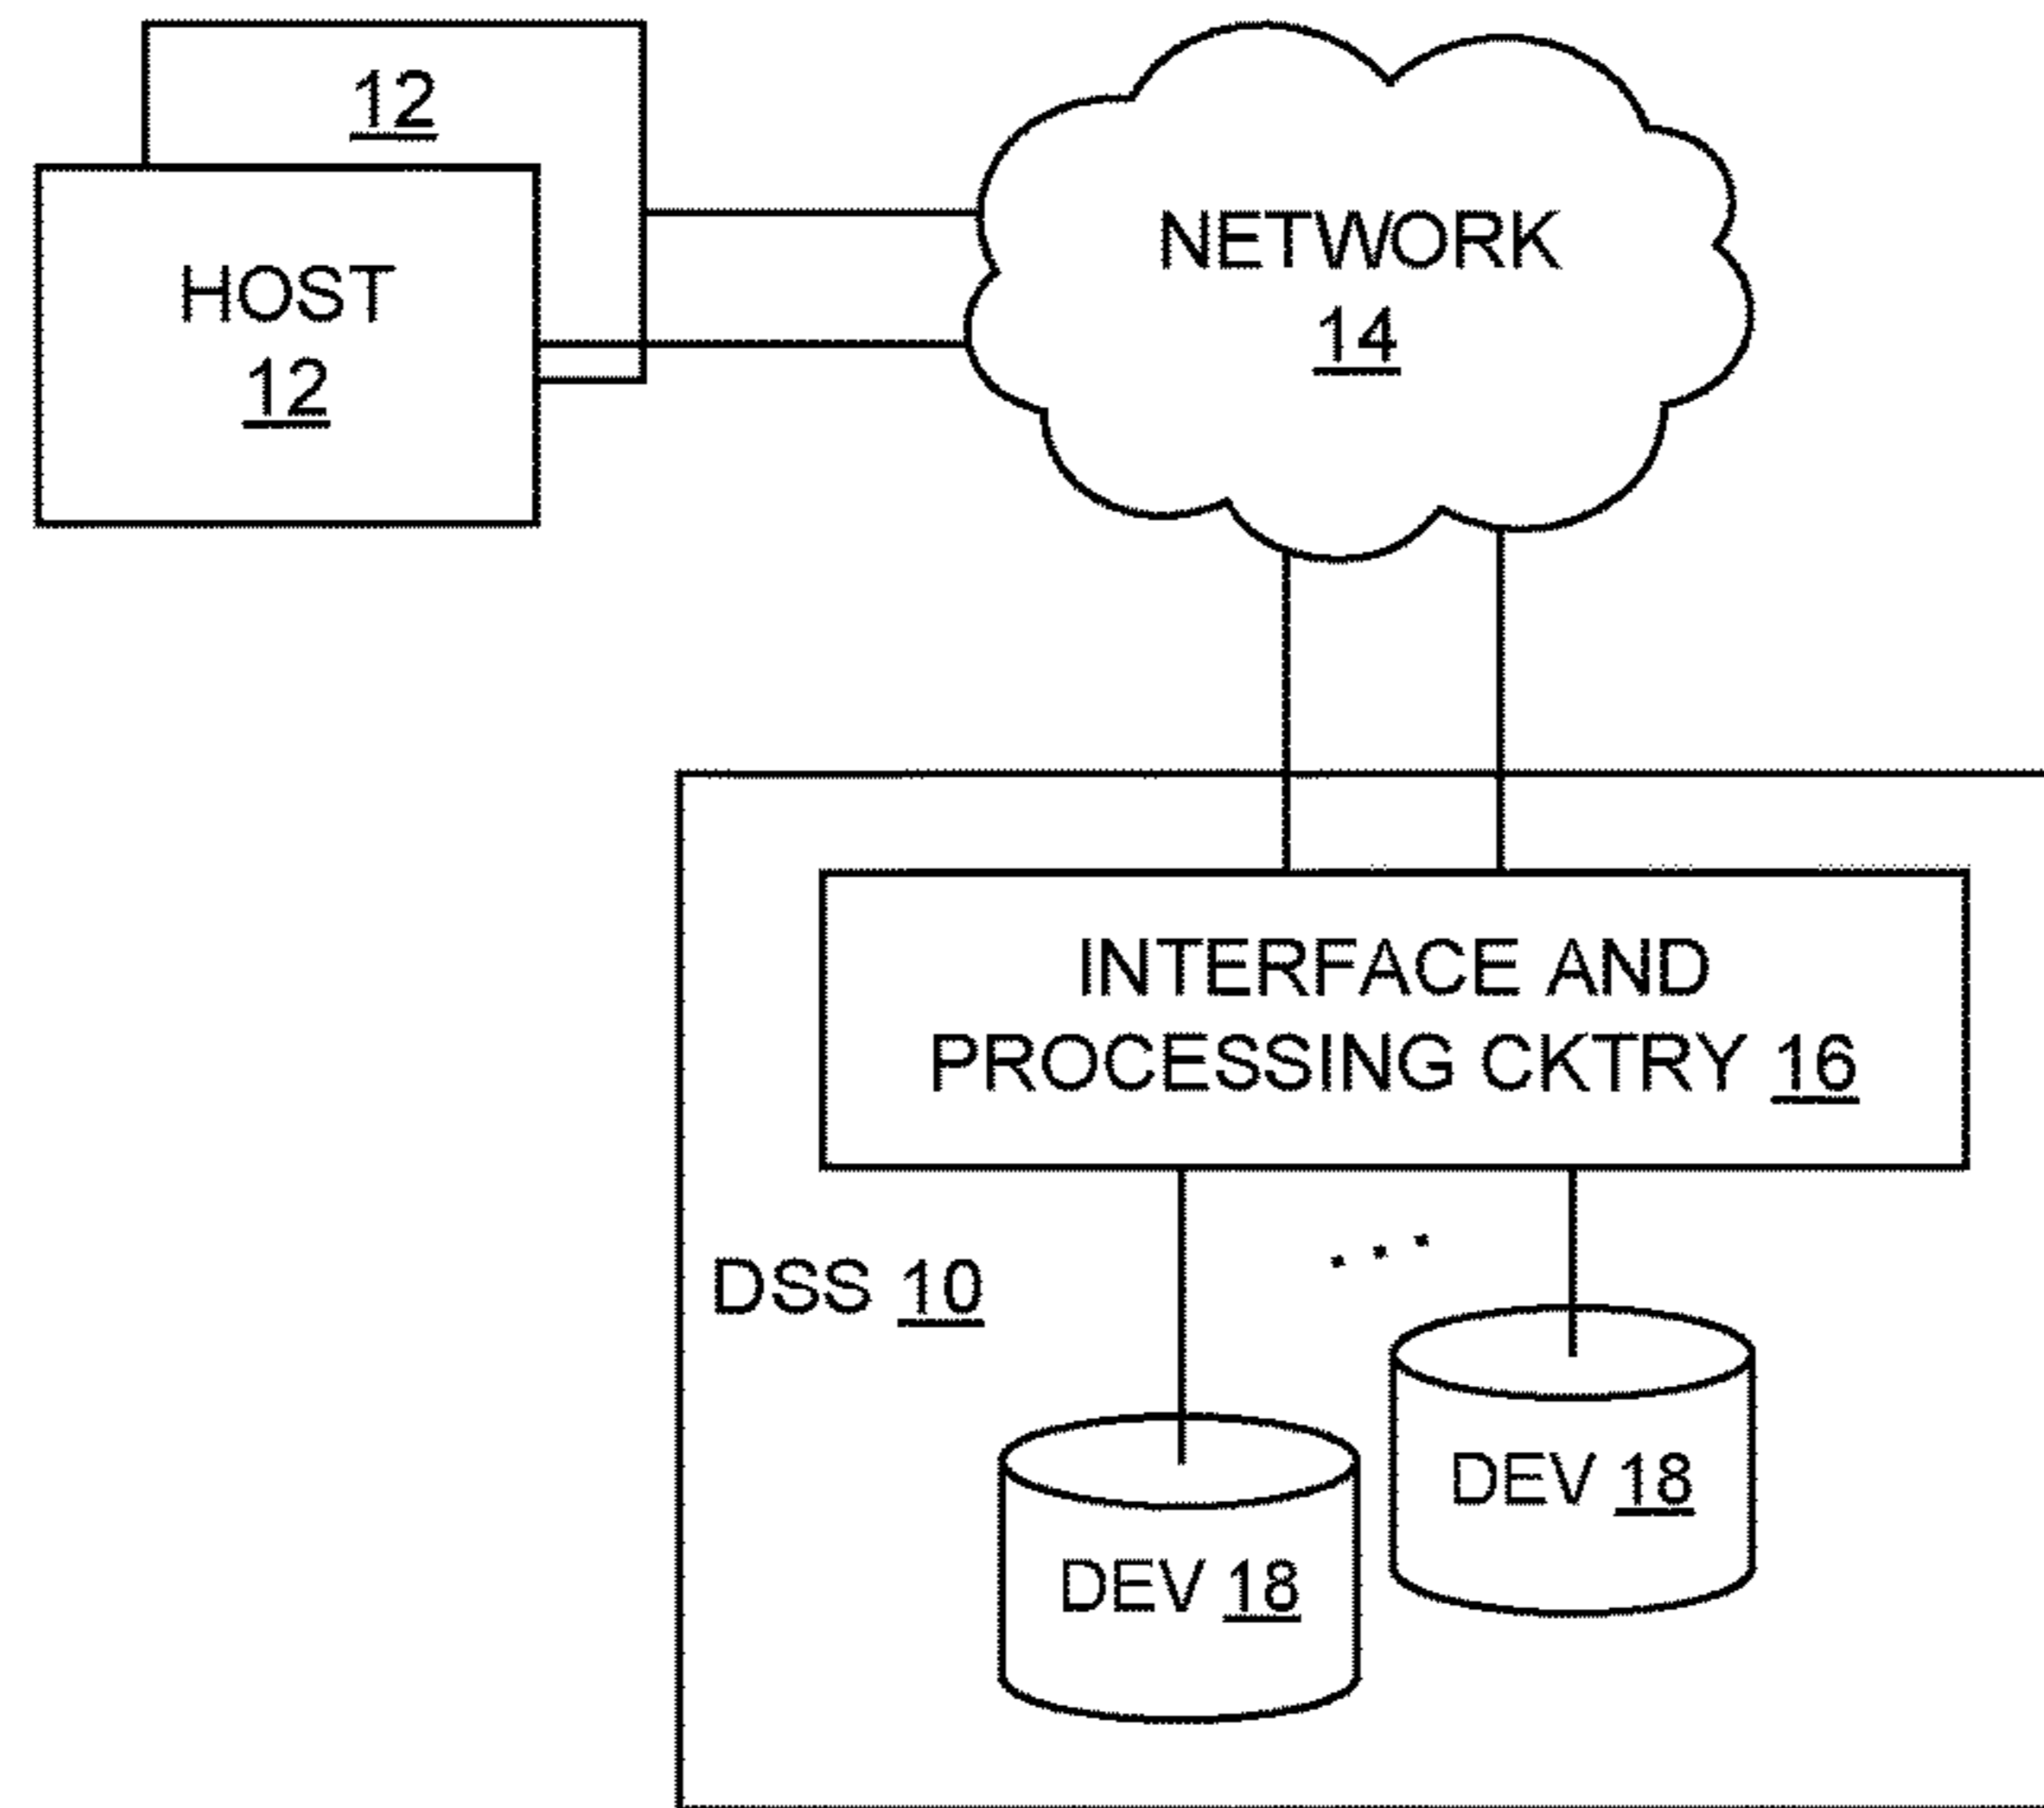 12
HOST
12
NETWORK
14
INTERFACE AND
PROCESSING CKTRY 16
DSS 10
DEV 18
DEV 18